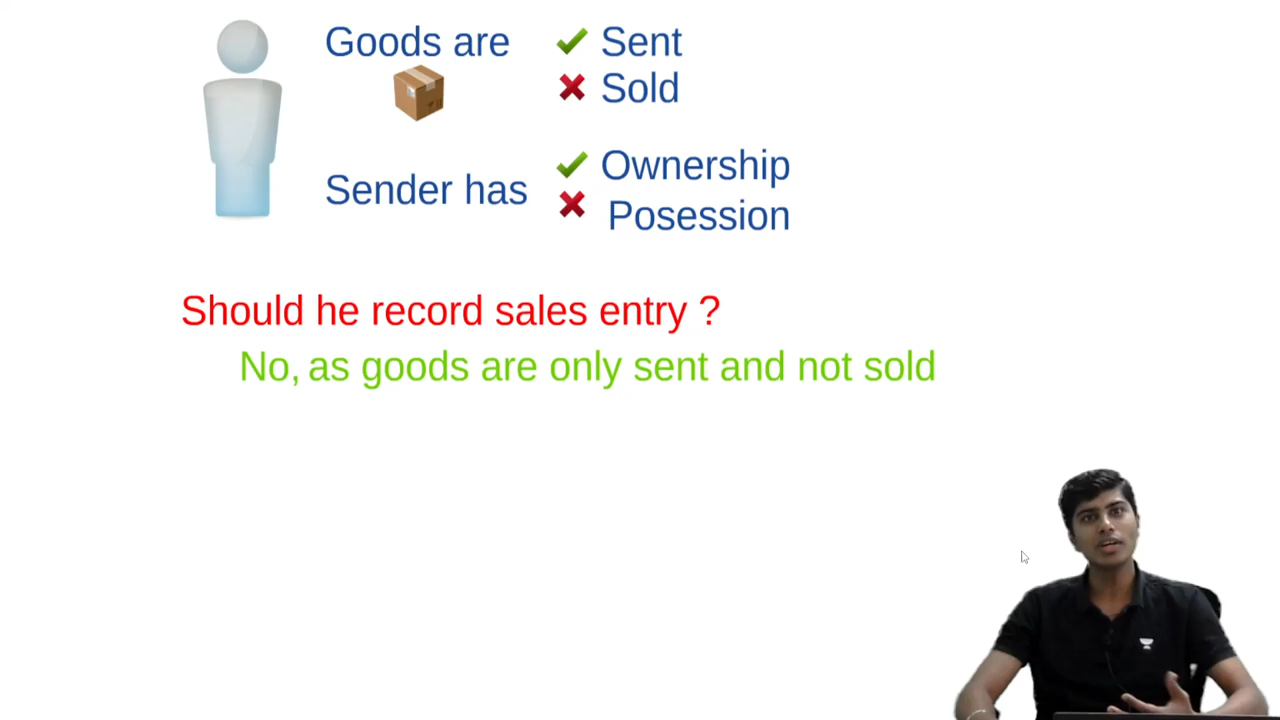 Goods are
Sent
Sold
Sender has
Ownership
Posession
Should he record sales entry ?
No, as goods are only sent and not sold